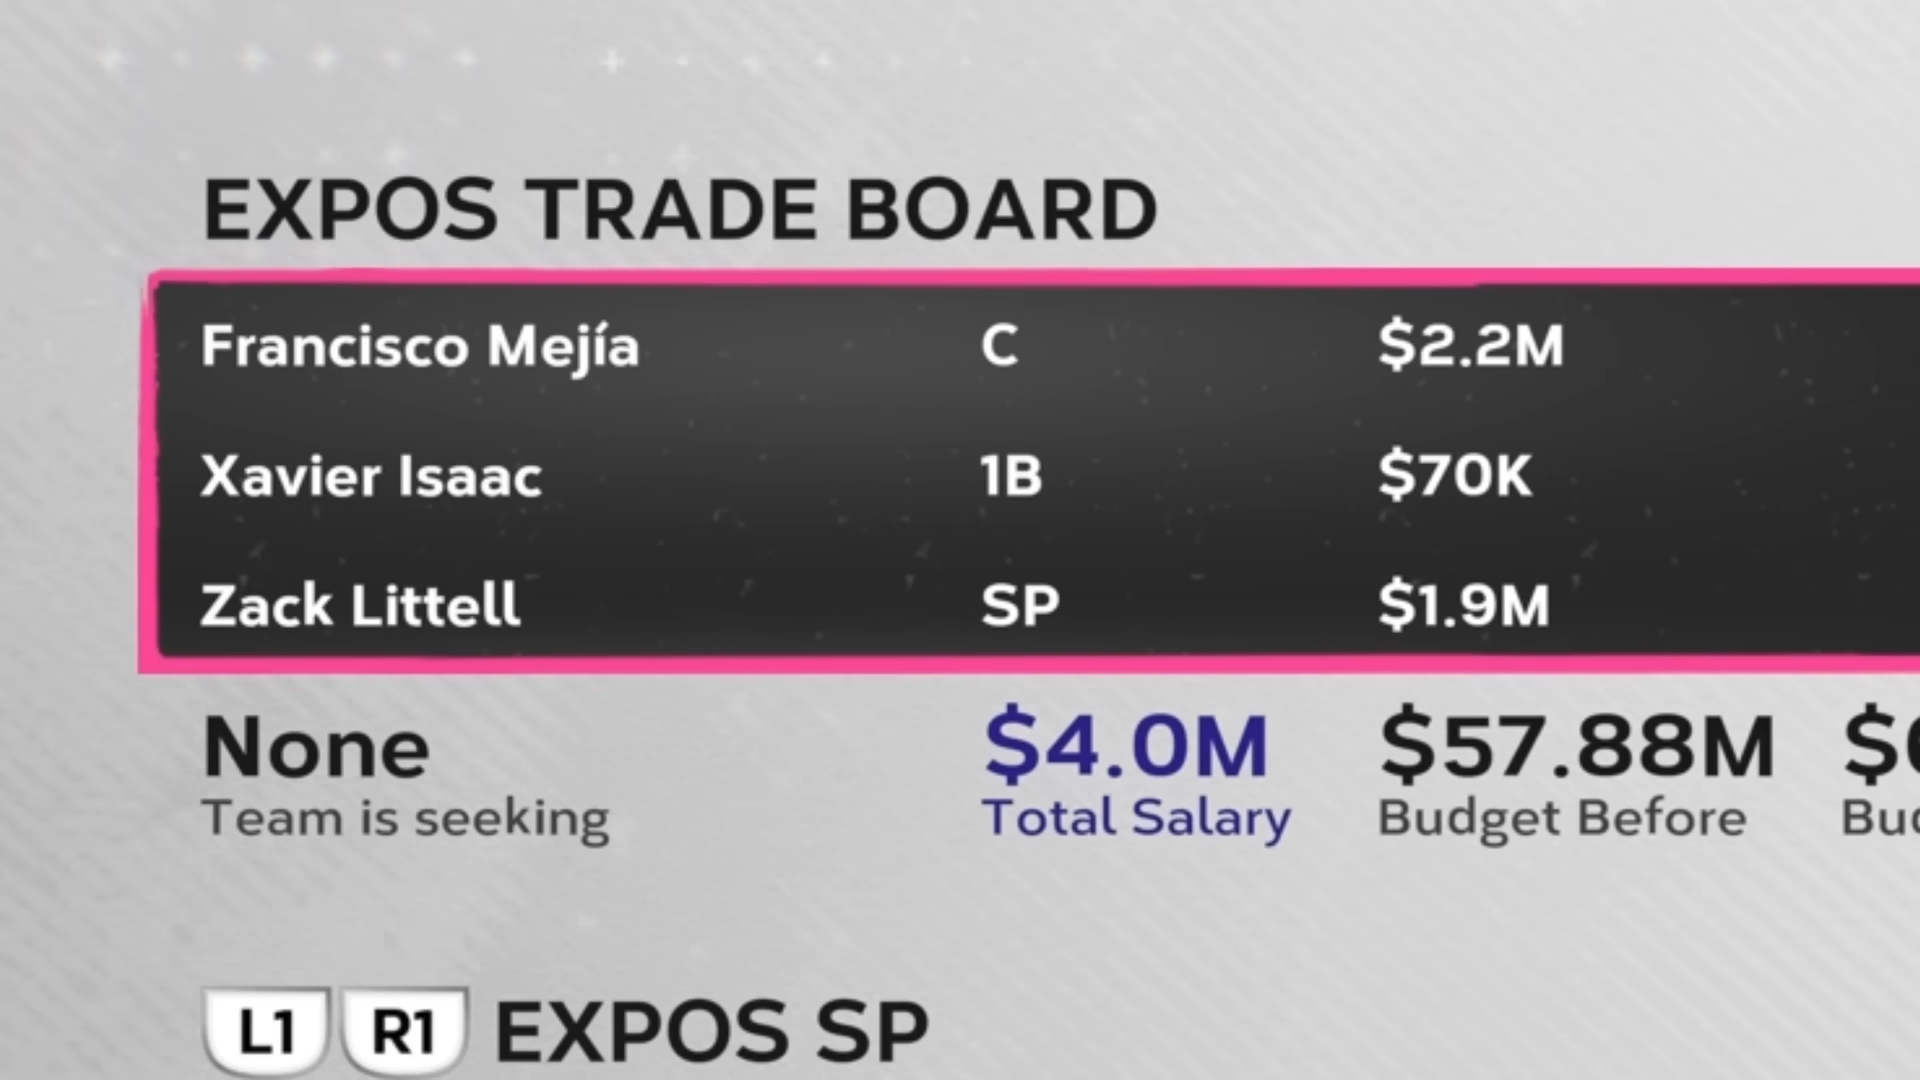 EXPOS TRADE BOARD
Francisco Mejía C $2.2M
Xavier Isaac 1B $70K
Zack Littell SP $1.9M
None $4.0M $57.88M
Team is seeking Total Salary Budget Before
L1 R1 EXPOS SP